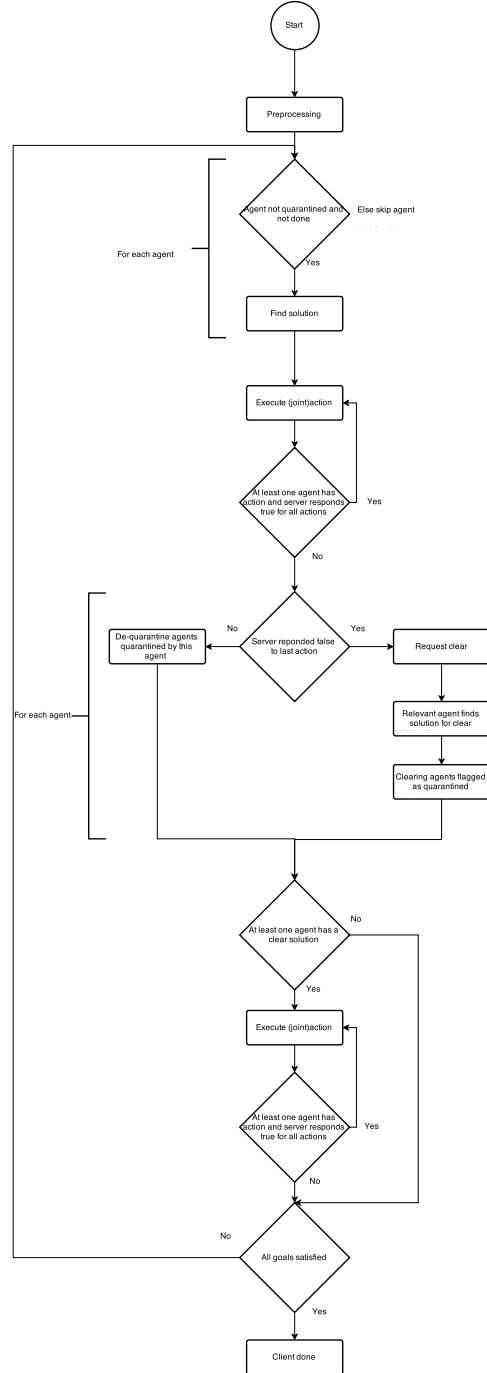 Start
Preprocessing
Agent not quarantined and
not done
Else skip agent
For each agent
Yes
Find solution
Execute (joint)action
At least one agent has
action and server responds
true for all actions
Yes
No
Server reponded false
to last action
No
Yes
De-quarantine agents
quarantined by this
agent
Request clear
For each agent
Relevant agent finds
solution for clear
Clearing agents flagged
as quarantined
At least one agent has a
clear solution
No
Yes
Execute (joint)action
At least one agent has
action and server responds
true for all actions
Yes
No
All goals satisfied
No
Yes
Client done